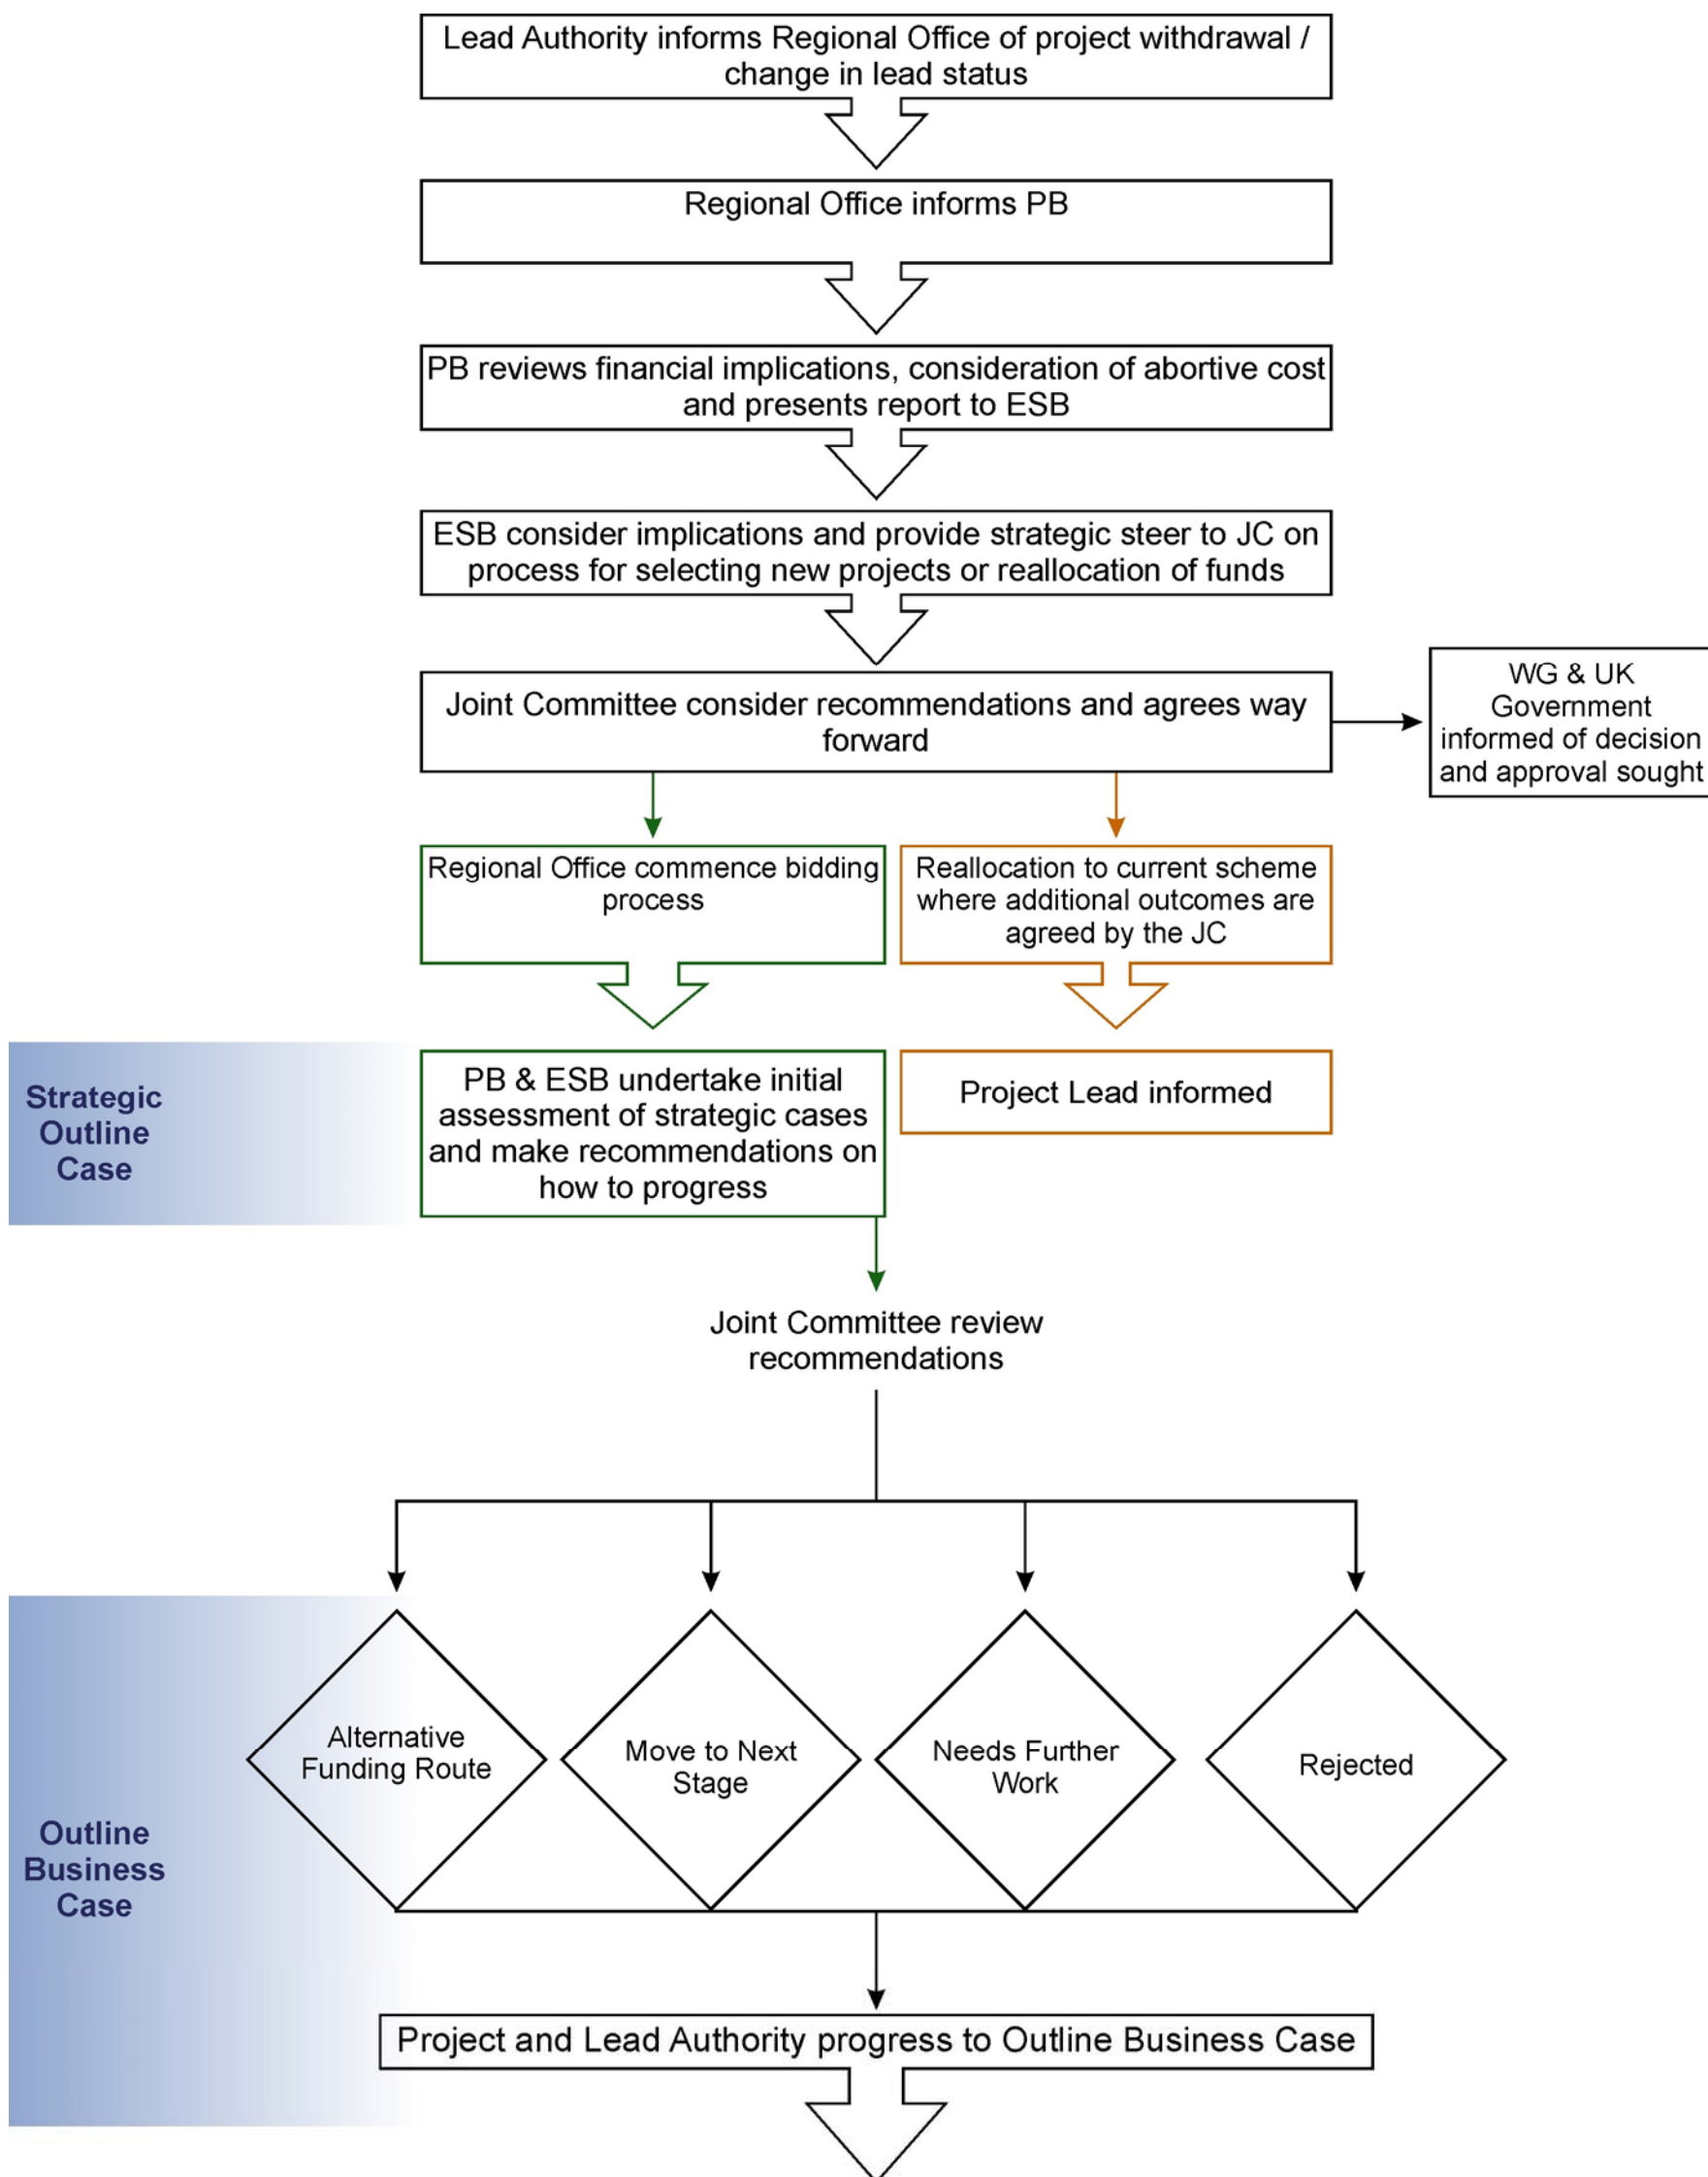 Lead Authority informs Regional Office of project withdrawal /
change in lead status
Regional Office informs PB
PB reviews financial implications, consideration of abortive cost
and presents report to ESB
ESB consider implications and provide strategic steer to JC on
process for selecting new projects or reallocation of funds
Joint Committee consider recommendations and agrees way
forward
WG & UK
Government
informed of decision
and approval sought
Regional Office commence bidding
process
Reallocation to current scheme
where additional outcomes are
agreed by the JC
Strategic
Outline
Case
PB & ESB undertake initial
assessment of strategic cases
and make recommendations on
how to progress
Project Lead informed
Joint Committee review
recommendations
Alternative
Funding Route
Move to Next
Stage
Needs Further
Work
Rejected
Outline
Business
Case
Project and Lead Authority progress to Outline Business Case